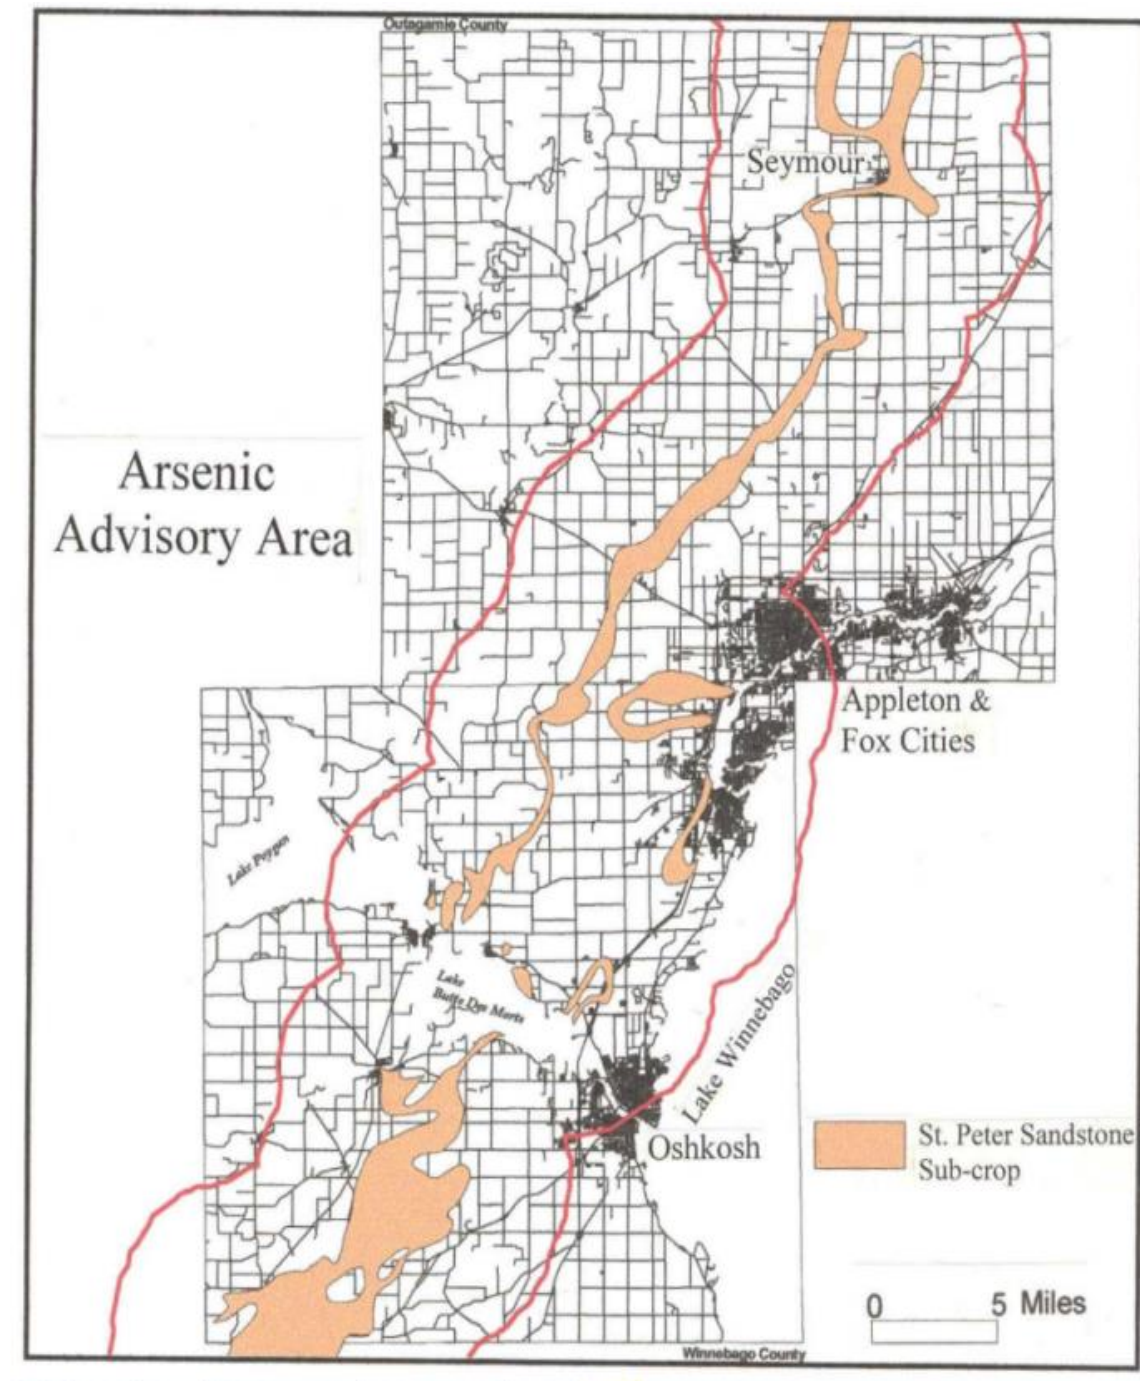 Outagamie County
Seymour
Arsenic
Advisory Area
Appleton &
Fox Cities
Lake Poygan
Lake
Butte Des Morts
Lake Winnebago
Oshkosh
St. Peter Sandstone
Sub-crop
0 5 Miles
Winnebago County